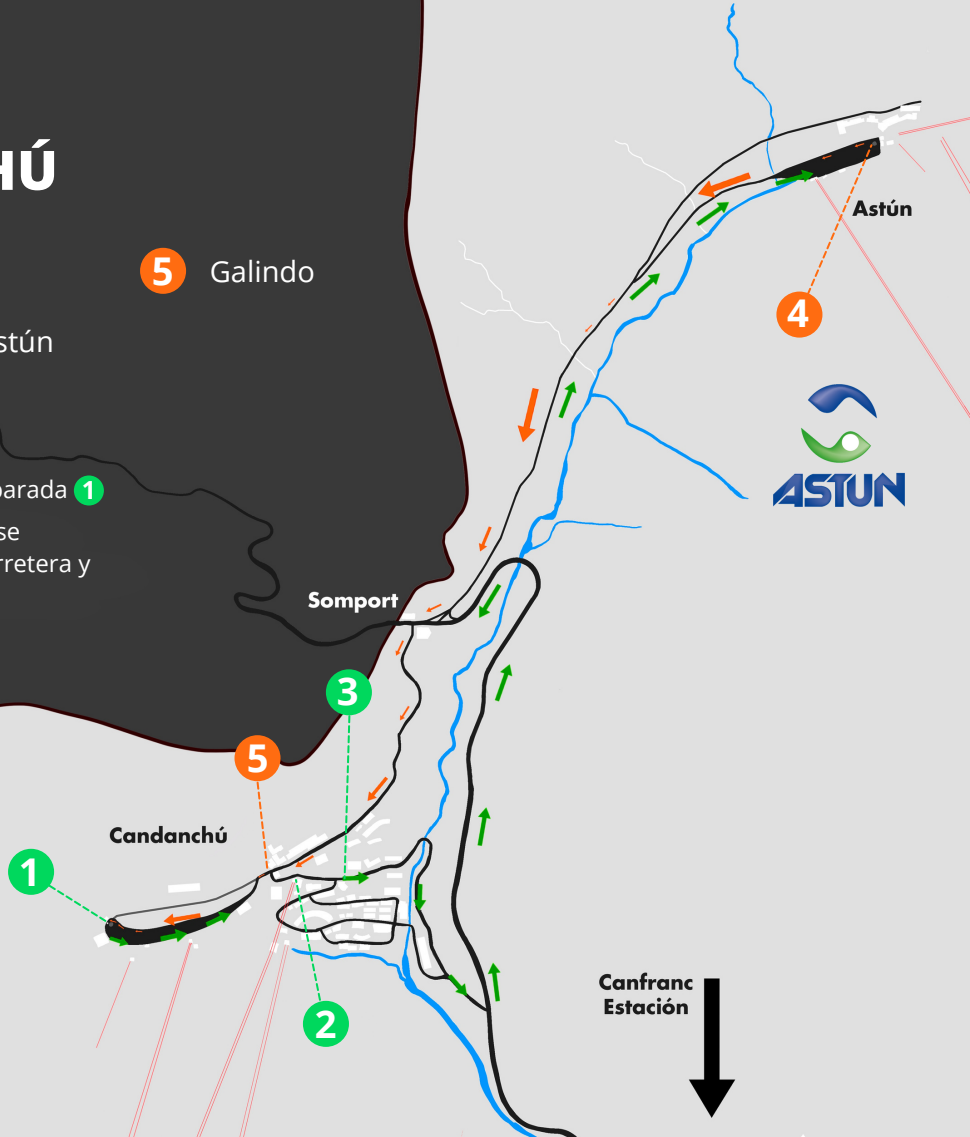 HÚ
5 Galindo
stún
parada 1
se
rretera y
Astún
4
ASTUN
Somport
3
5
Candanchú
1
2
Canfranc
Estación